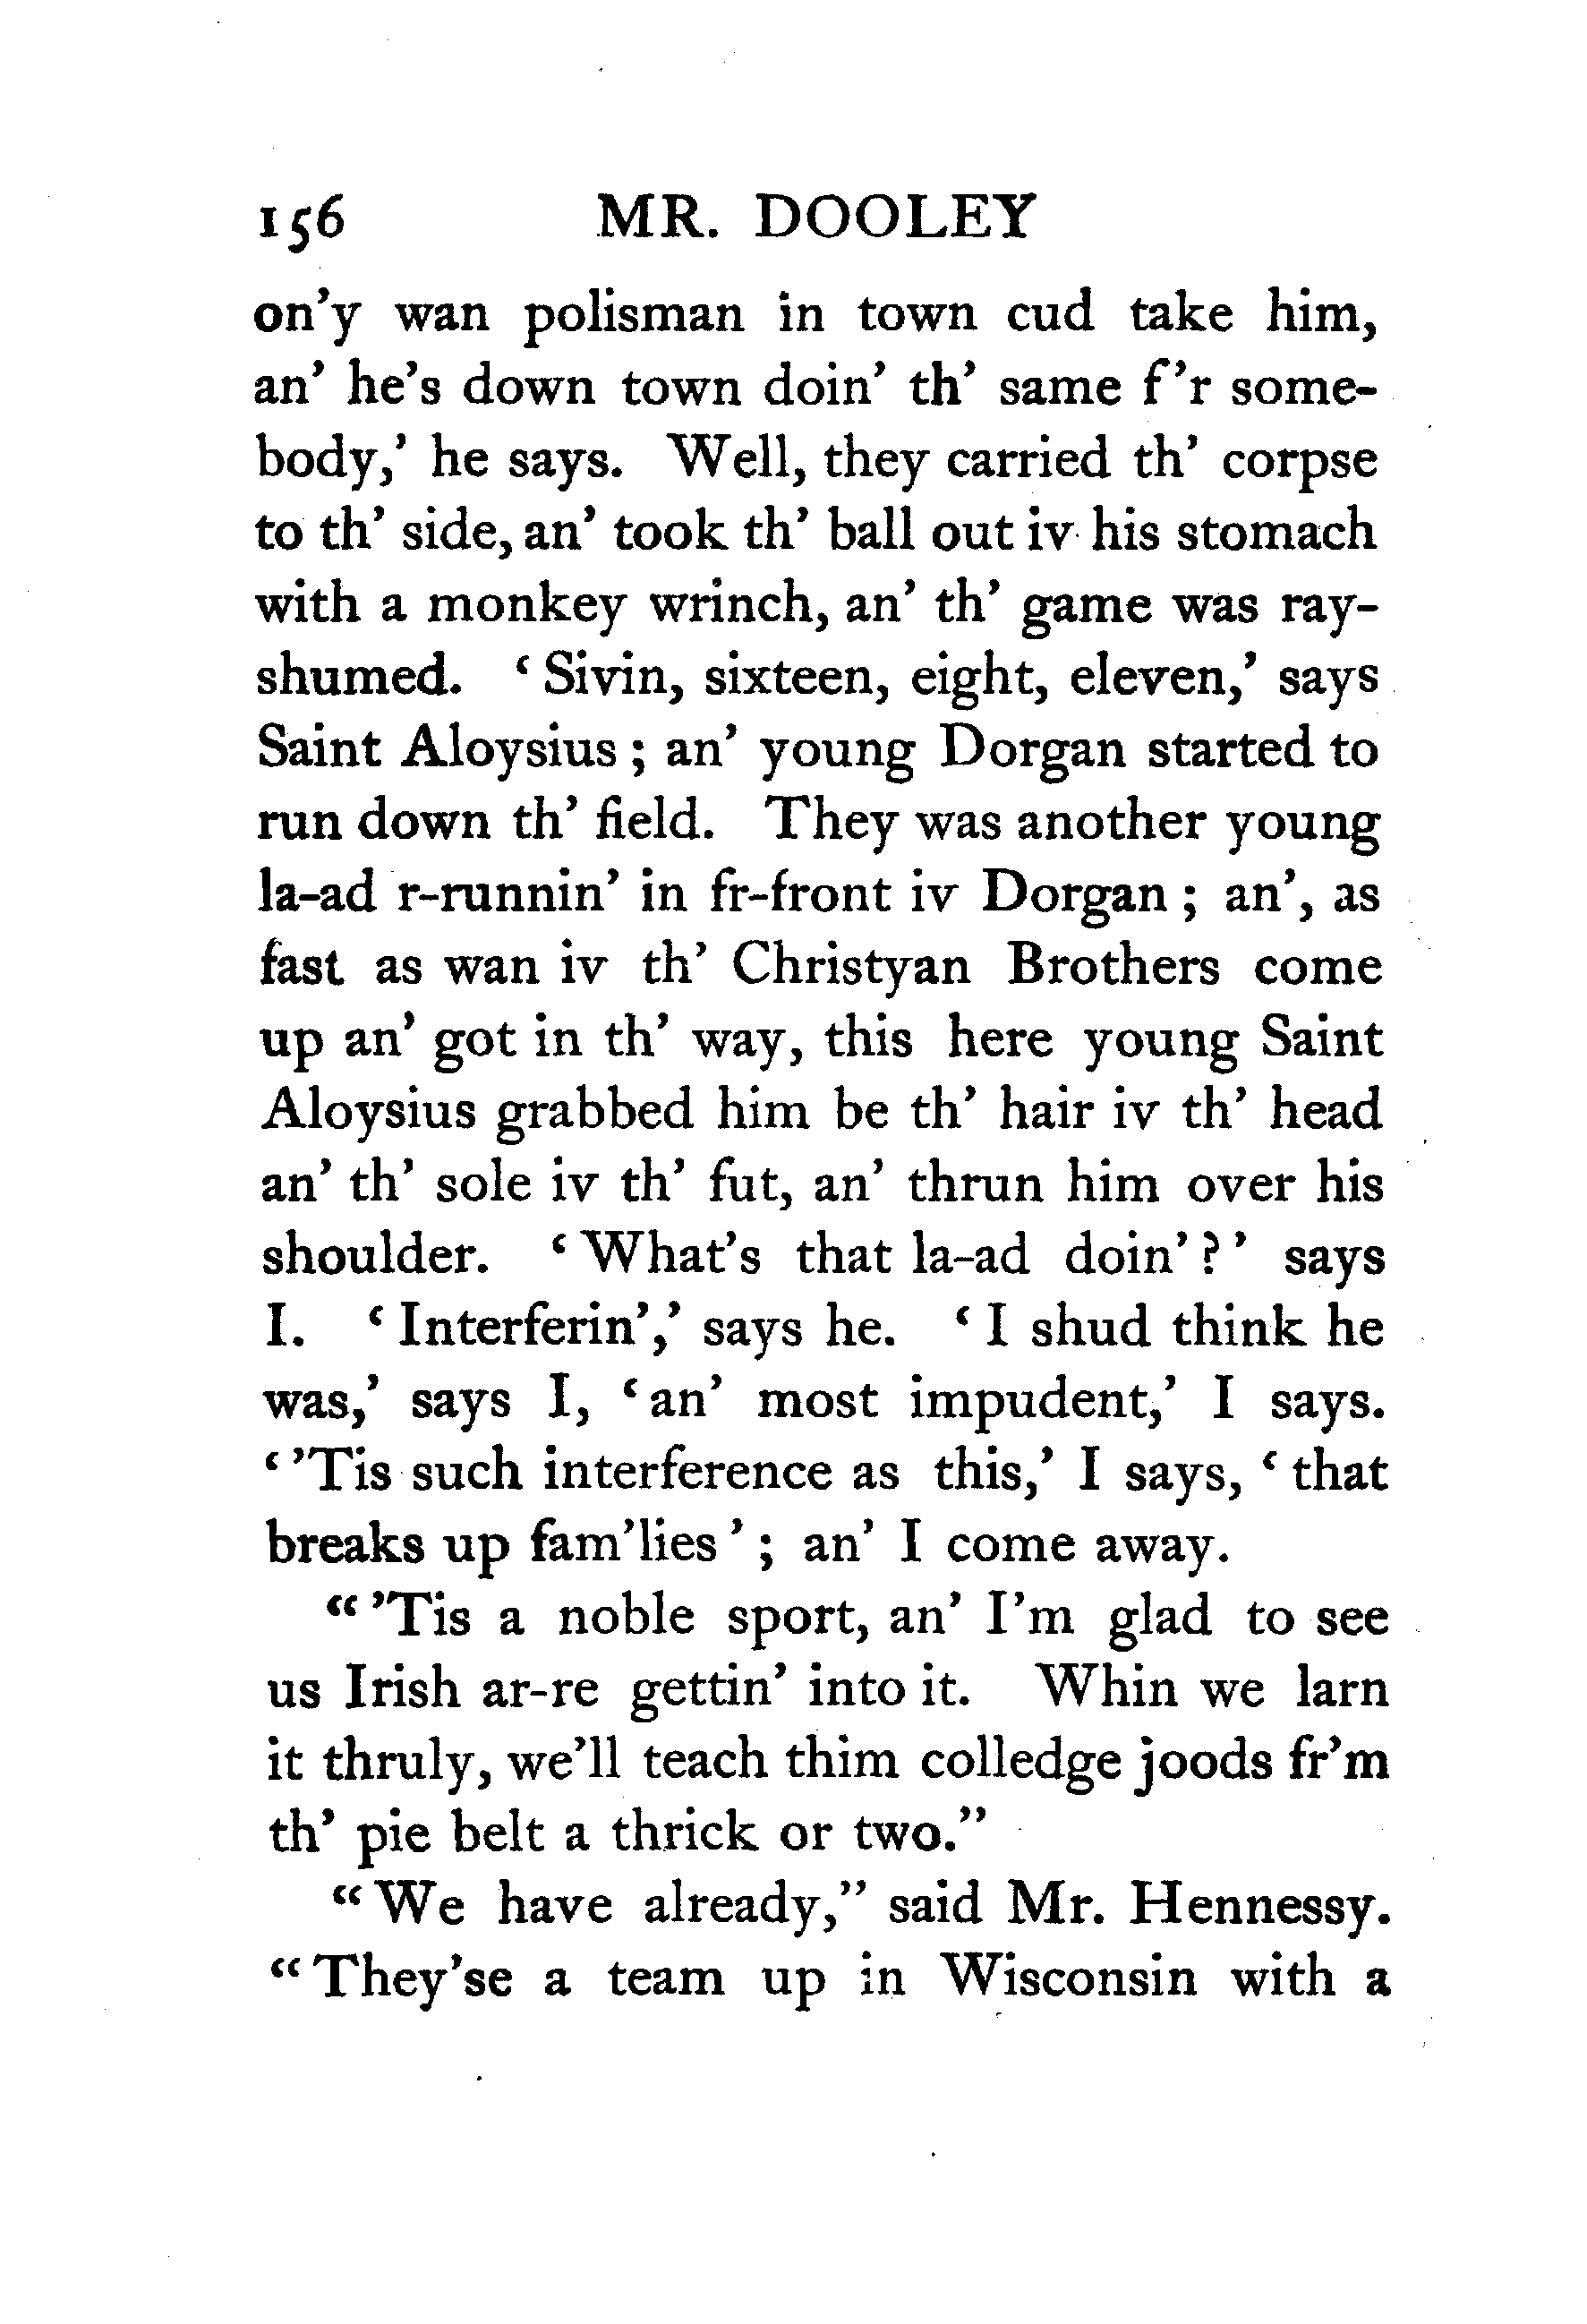 156 MR. DOOLEY
on'y wan polisman in town cud take him,
an' he's down town doin' th' same f'r some-
body,' he says. Well, they carried th' corpse
to th' side, an' took th' ball out iv his stomach
with a monkey wrinch, an' th' game was ray-
shumed. ‘Sivin, sixteen, eight, eleven,' says
Saint Aloysius; an' young Dorgan started to
run down th' field. They was another young
la-ad r-runnin' in fr-front iv Dorgan; an', as
fast as wan iv th' Christyan Brothers come
up an' got in th' way, this here young Saint
Aloysius grabbed him be th' hair iv th' head
an' th' sole iv th' fut, an' thrun him over his
shoulder. ‘What's that la-ad doin'?' says
I. ‘Interferin',' says he. ‘I shud think he
was,' says I, ‘an' most impudent,' I says.
‘'Tis such interference as this,' I says, ‘that
breaks up fam'lies'; an' I come away.
“'Tis a noble sport, an' I'm glad to see
us Irish ar-re gettin' into it. Whin we larn
it thruly, we'll teach thim colledge joods fr'm
th' pie belt a thrick or two.”
“We have already,” said Mr. Hennessy.
“They'se a team up in Wisconsin with a